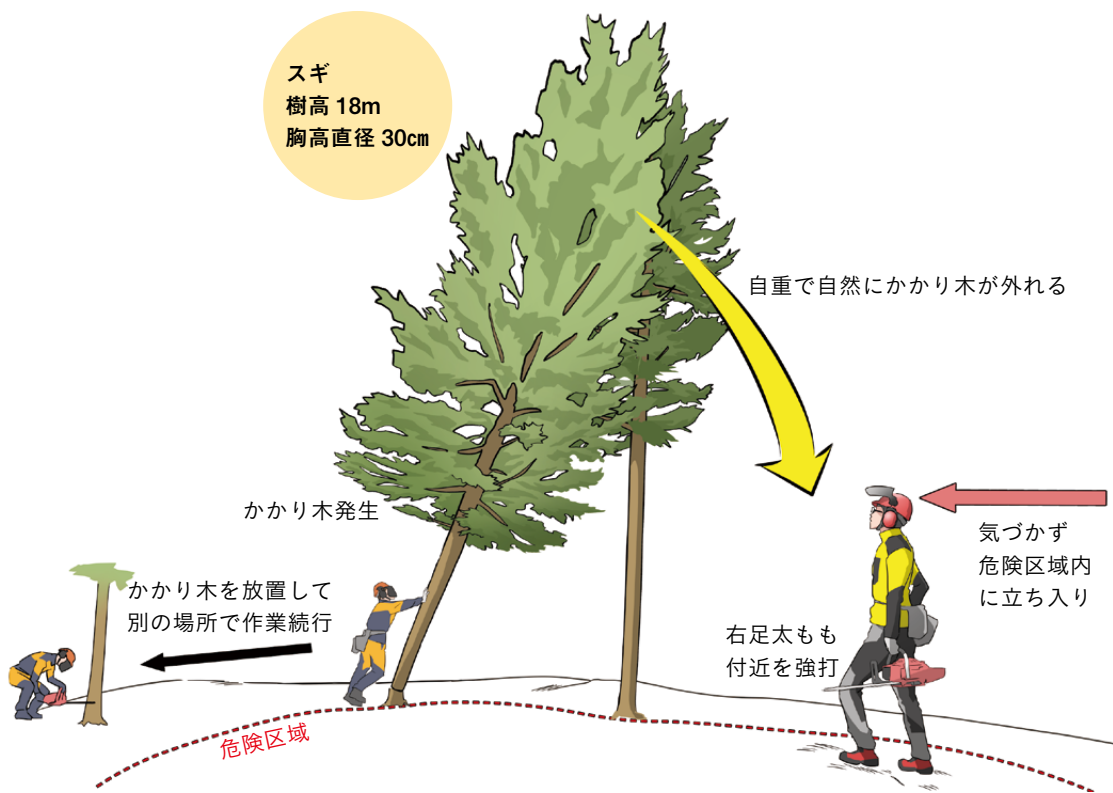 スギ
樹高 18m
胸高直径 30㎝
自重で自然にかかり木が外れる
かかり木発生
気づかず
危険区域内
に立ち入り
かかり木を放置して
別の場所で作業続行
右足太もも
付近を強打
危険区域